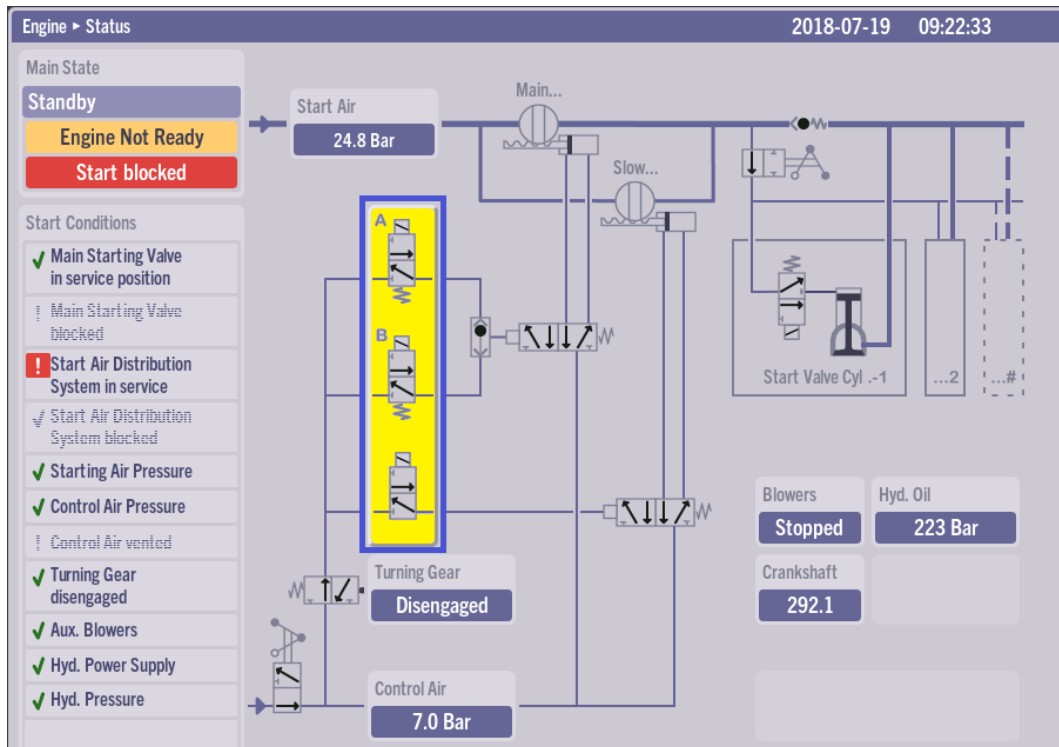 Engine ► Status
2018-07-19 09:22:33
Main State
Standby
Engine Not Ready
Start blocked
Start Conditions
Main Starting Valve
in service position
! Main Starting Valve
blocked
! Start Air Distribution
System in service
Start Air Distribution
System blocked
Starting Air Pressure
Control Air Pressure
! Control Air vented
Turning Gear
disengaged
Aux. Blowers
Hyd. Power Supply
Hyd. Pressure
Start Air
24.8 Bar
Main...
Slow...
A
B
Start Valve Cyl .-1
...2
...#
Turning Gear
Disengaged
Control Air
7.0 Bar
Blowers
Stopped
Hyd. Oil
223 Bar
Crankshaft
292.1